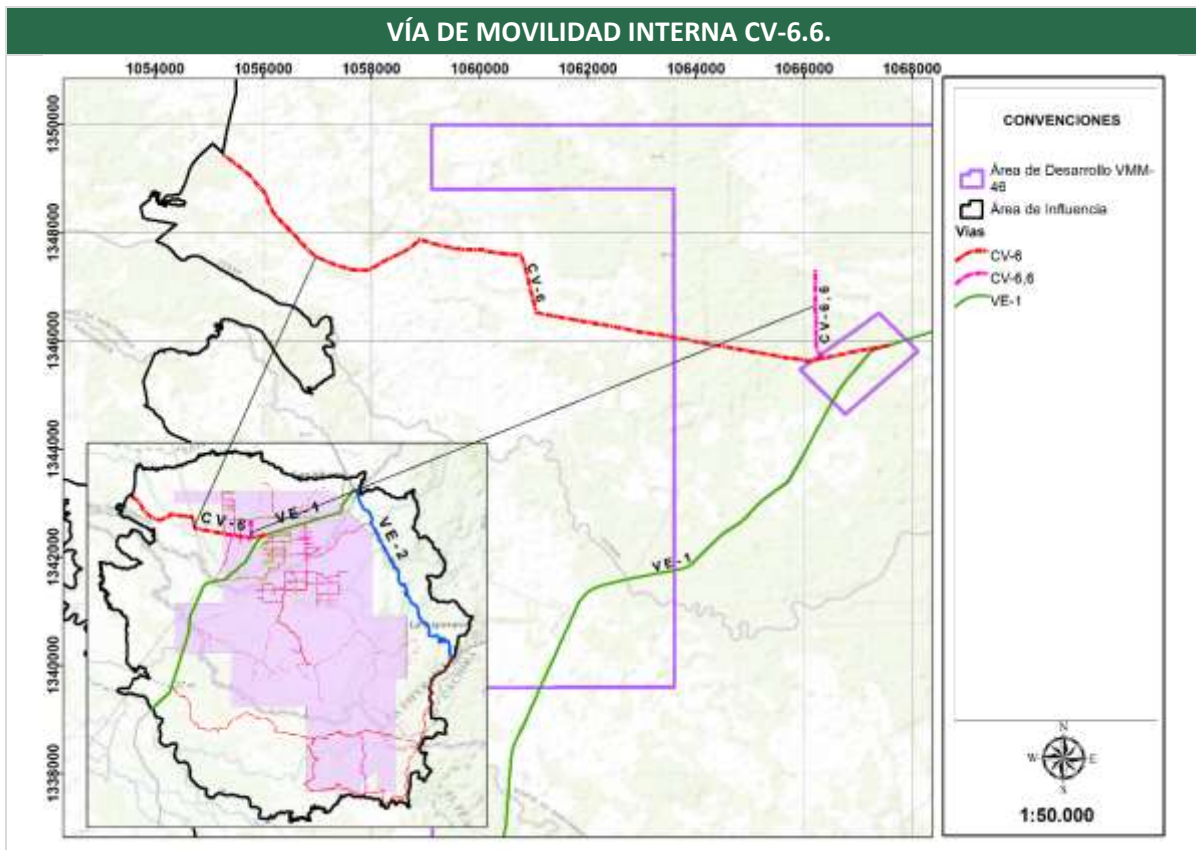 VÍA DE MOVILIDAD INTERNA CV-6.6.
1054000 1056000 1058000 1060000 1062000 1064000 1066000 1068000
1350000
1348000
1346000
1344000
1342000
1340000
1338000
CV-6
CV-6,6
VE-1
CV-6
VE-1
VE-2
CONVENCIONES
Área de Desarrollo VMM-
46
Área de Influencia
Vías
CV-6
CV-6,6
VE-1
N
W E
S
1:50.000